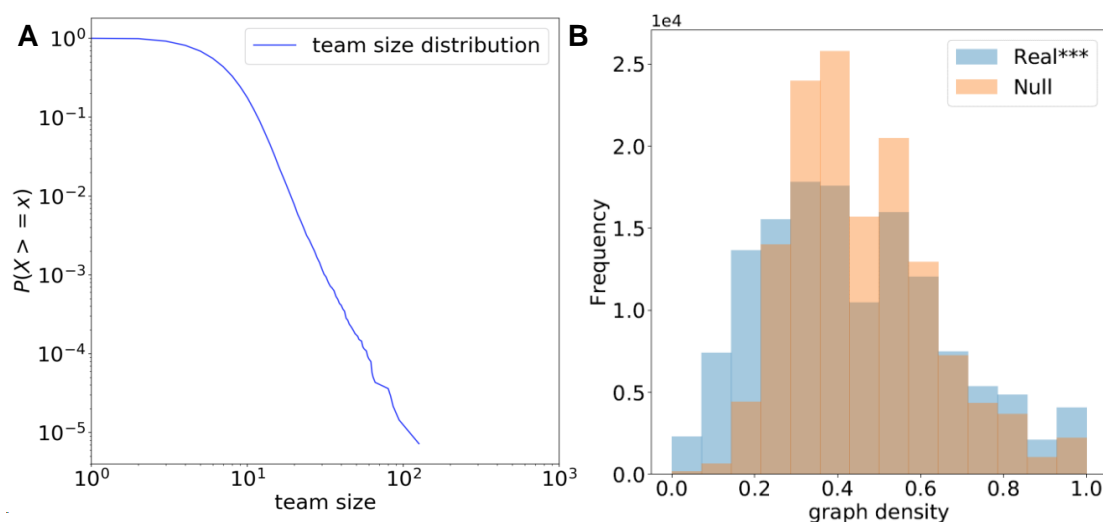 A
team size distribution
10^0
10^-1
10^-2
10^-3
10^-4
10^-5
P(X > = x)
10^0 10^1 10^2 10^3
team size
B
1e4
Real***
Null
2.5
2.0
1.5
1.0
0.5
0.0
Frequency
0.0 0.2 0.4 0.6 0.8 1.0
graph density